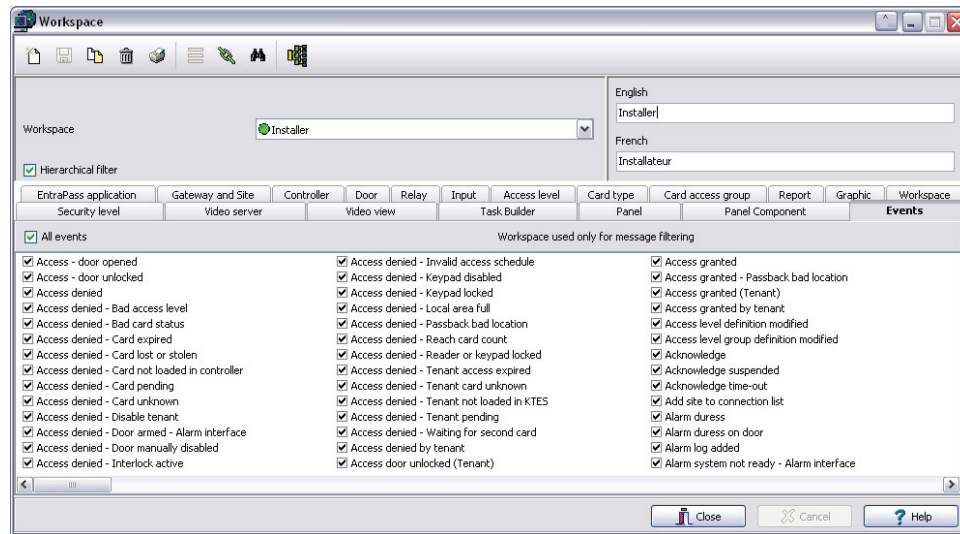 Workspace
English
Installer
Workspace
Installer
French
Installateur
Hierarchical filter
EntraPass application Gateway and Site Controller Door Relay Input Access level Card type Card access group Report Graphic Workspace
Security level Video server Video view Task Builder Panel Panel Component Events
All events Workspace used only for message filtering
Access - door opened Access denied - Invalid access schedule Access granted
Access - door unlocked Access denied - Keypad disabled Access granted - Passback bad location
Access denied Access denied - Keypad locked Access granted (Tenant)
Access denied - Bad access level Access denied - Local area full Access granted by tenant
Access denied - Bad card status Access denied - Passback bad location Access level definition modified
Access denied - Card expired Access denied - Reach card count Access level group definition modified
Access denied - Card lost or stolen Access denied - Reader or keypad locked Acknowledge
Access denied - Card not loaded in controller Access denied - Tenant access expired Acknowledge suspended
Access denied - Card pending Access denied - Tenant card unknown Acknowledge time-out
Access denied - Card unknown Access denied - Tenant not loaded in KTES Add site to connection list
Access denied - Disable tenant Access denied - Tenant pending Alarm duress
Access denied - Door armed - Alarm interface Access denied - Waiting for second card Alarm duress on door
Access denied - Door manually disabled Access denied by tenant Alarm log added
Access denied - Interlock active Access door unlocked (Tenant) Alarm system not ready - Alarm interface
Close Cancel Help